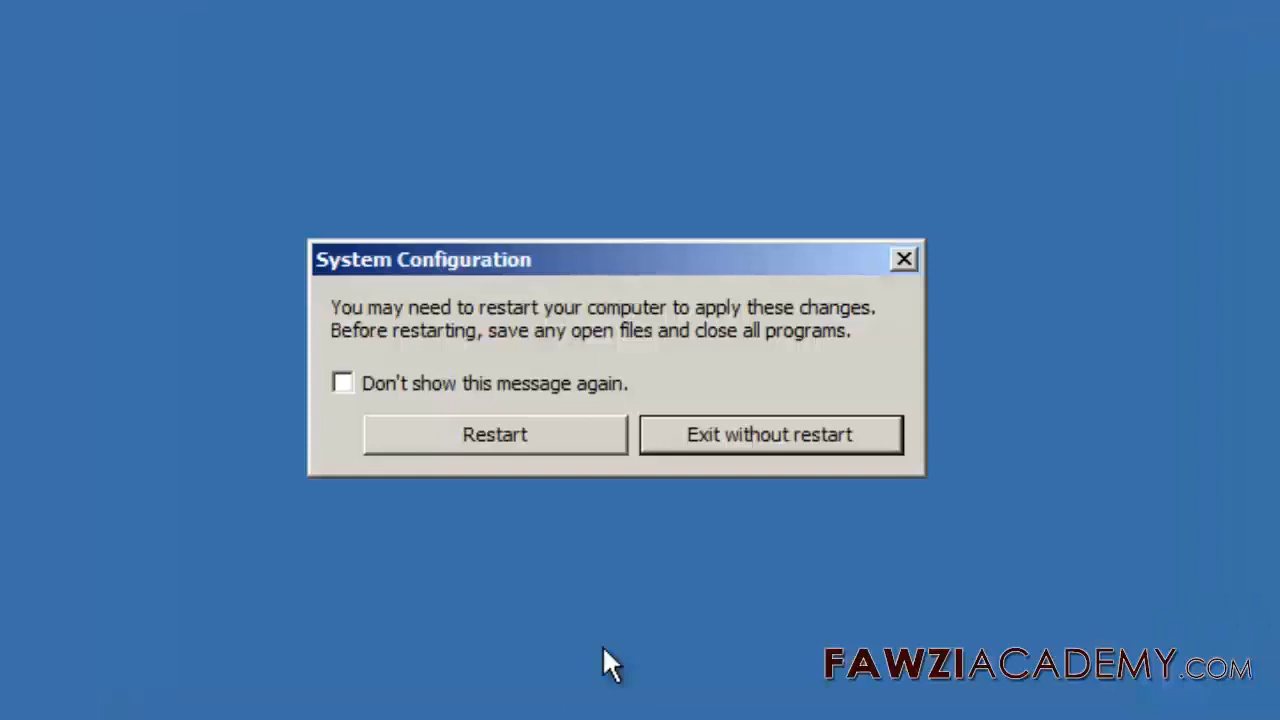 System Configuration
You may need to restart your computer to apply these changes.
Before restarting, save any open files and close all programs.
Don't show this message again.
Restart
Exit without restart
FAWZIACADEMY.COM